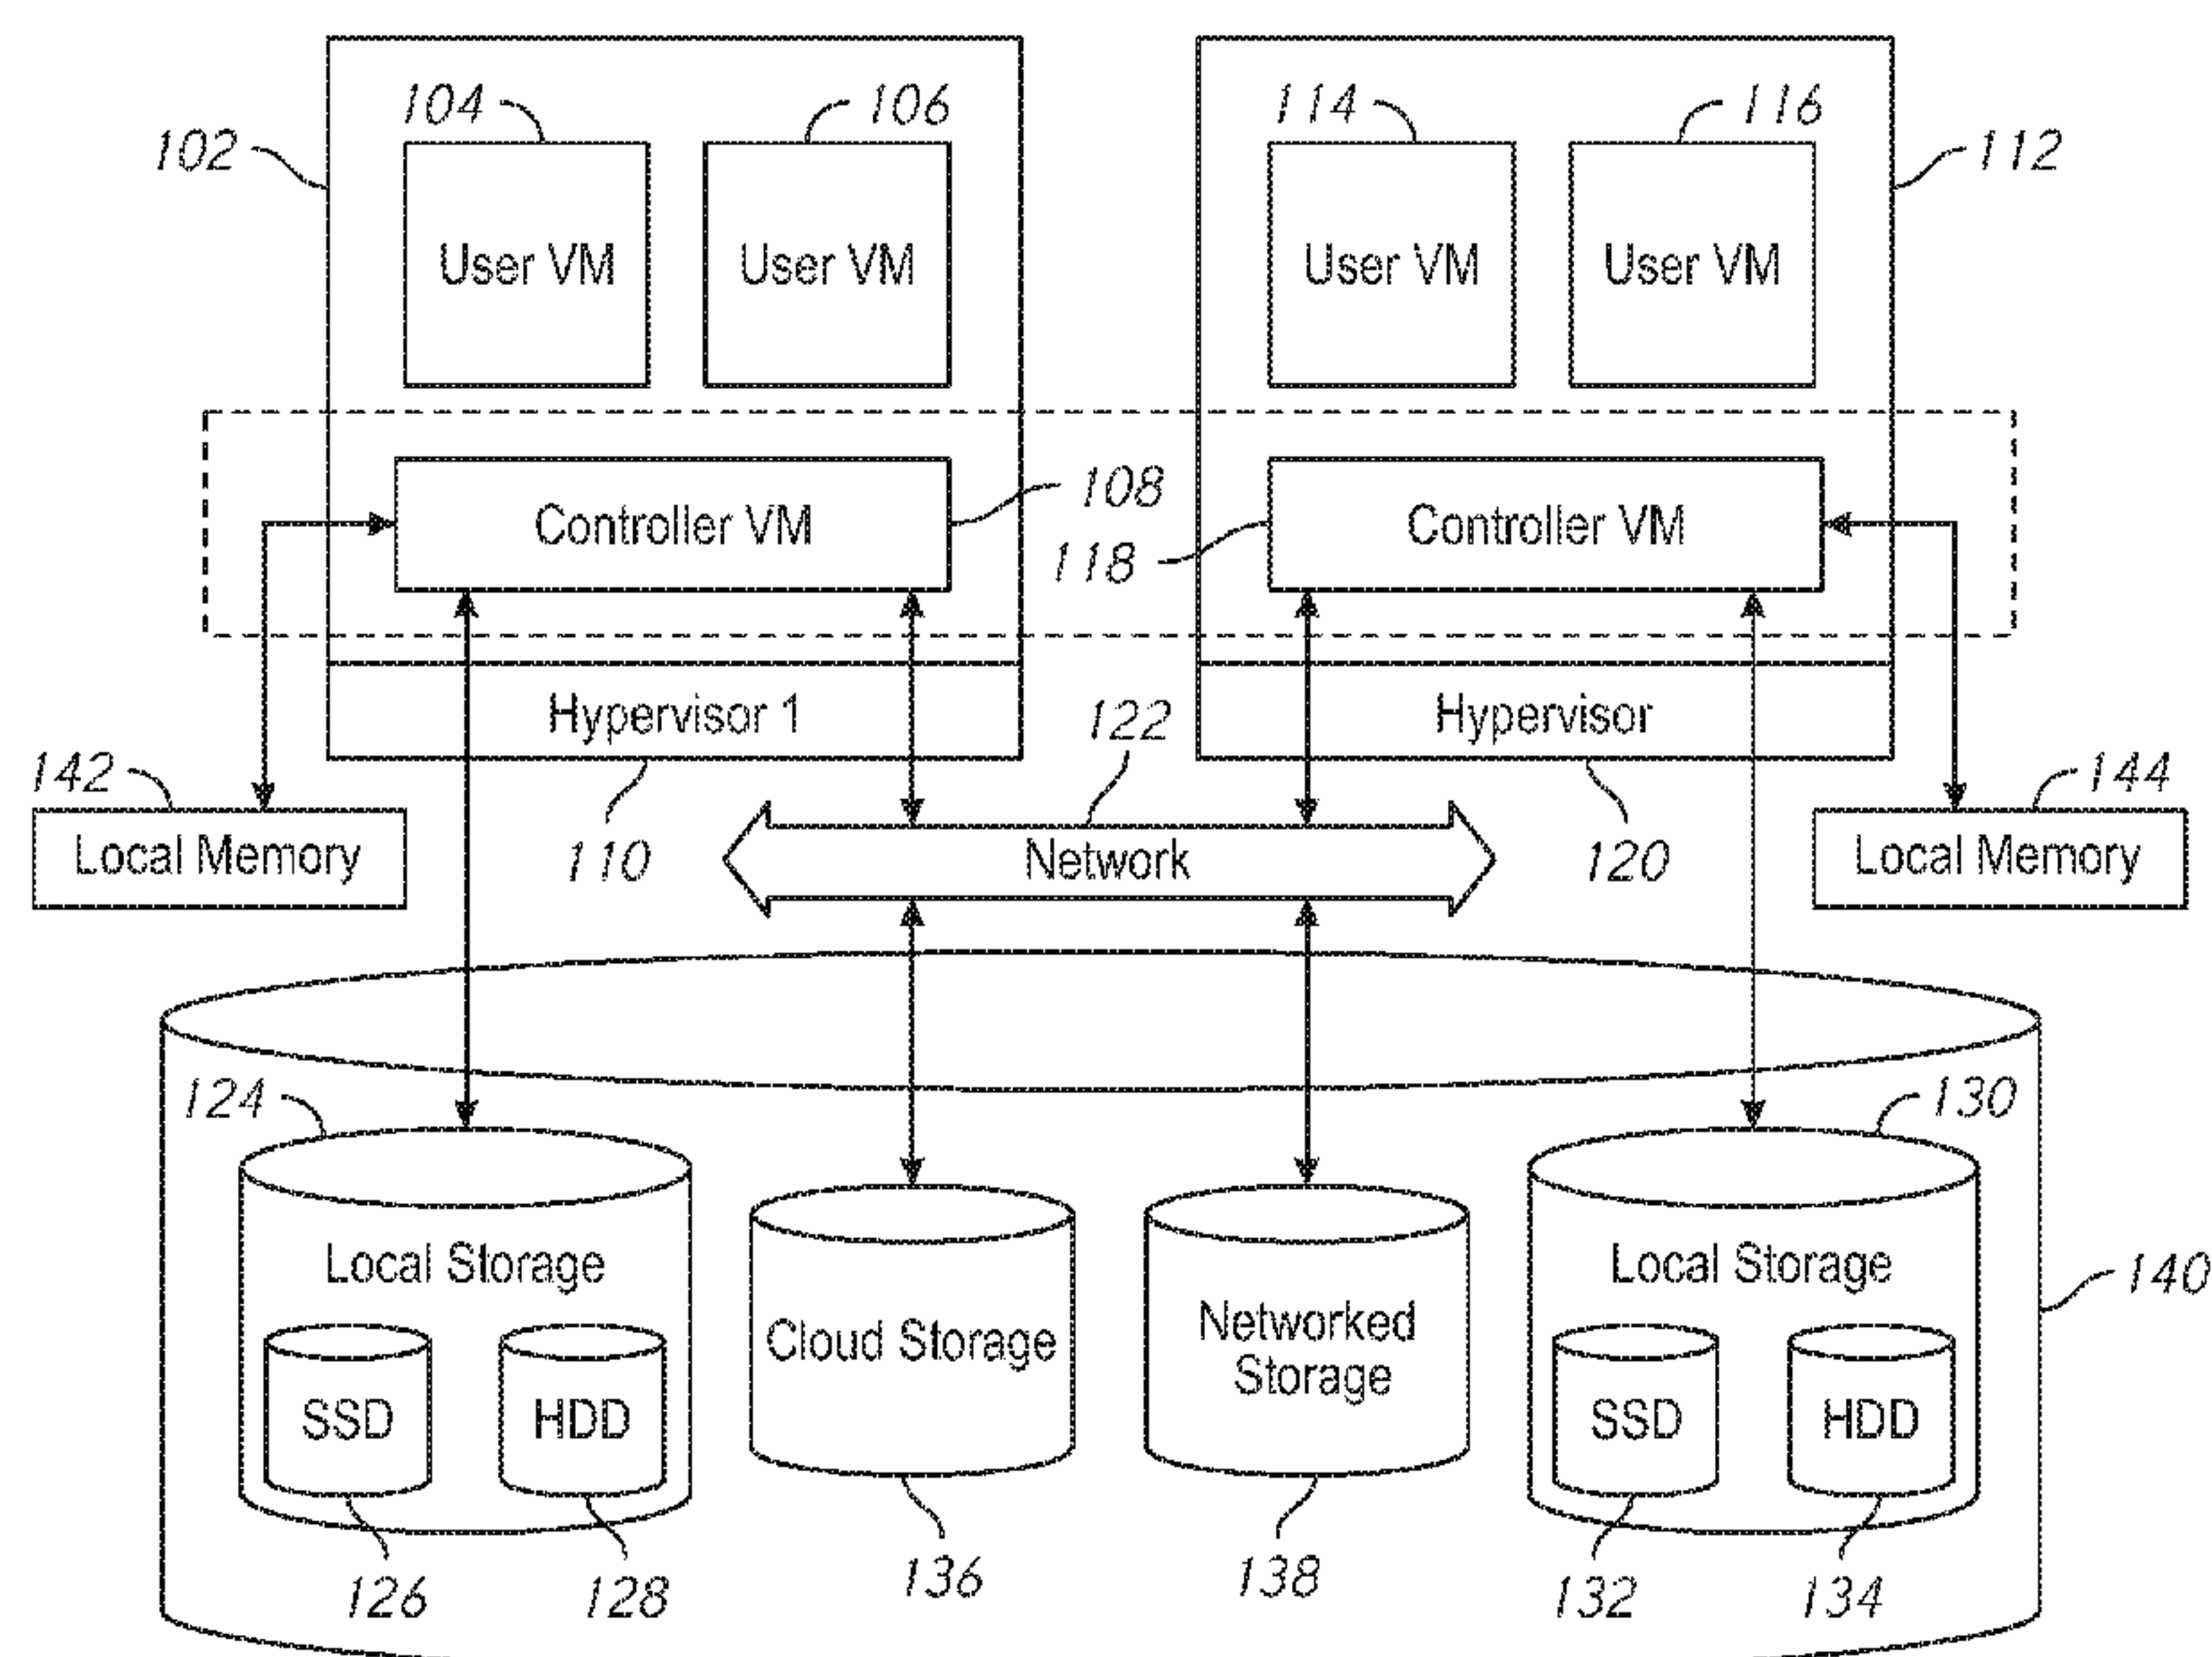 104
106
114
116
102
112
User VM
User VM
User VM
User VM
108
Controller VM
Controller VM
118
Hypervisor 1
122
Hypervisor
142
144
Local Memory
110
Network
120
Local Memory
124
130
Local Storage
Local Storage
140
Cloud Storage
Networked
Storage
SSD
HDD
SSD
HDD
126
128
136
138
132
134